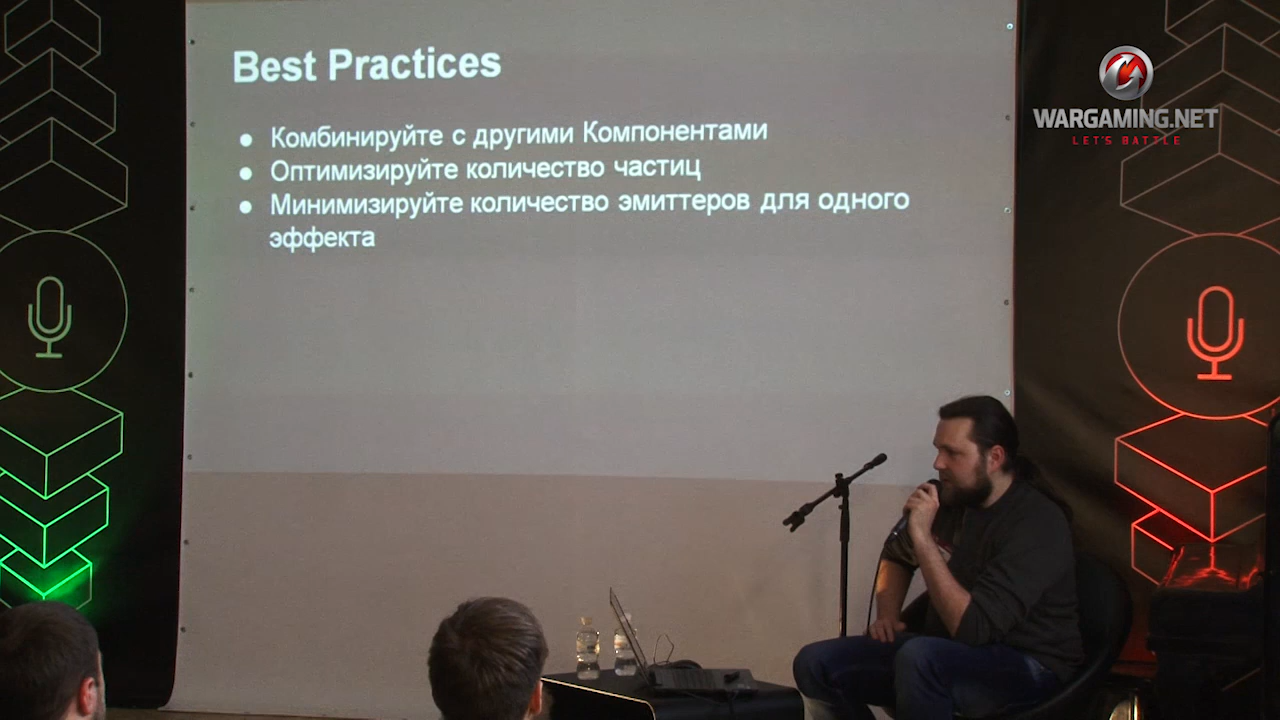 Best Practices
● Комбинируйте с другими Компонентами
● Оптимизируйте количество частиц
● Минимизируйте количество эмиттеров для одного
эффекта
WARGAMING.NET
LET'S BATTLE